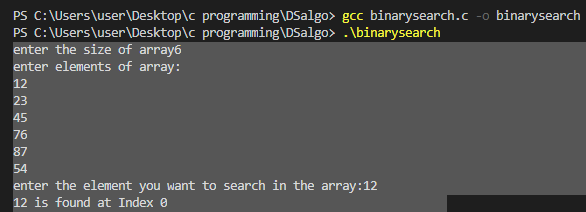 PS C:\Users\user\Desktop\c programming\DSalgo> gcc binarysearch.c -o binarysearch
PS C:\Users\user\Desktop\c programming\DSalgo> .\binarysearch
enter the size of array6
enter elements of array:
12
23
45
76
87
54
enter the element you want to search in the array:12
12 is found at Index 0